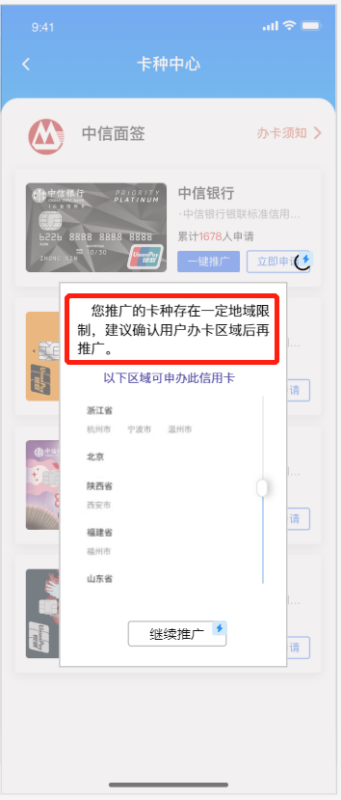 9:41
卡种中心
中信面签
办卡须知
中信银行
PRIORITY
PLATINUM
6226 8888 8888 8888
12/30
中信银行
·中信银行银联标准信用...
累计1678人申请
一键推广
立即申
您推广的卡种存在一定地域限
制，建议确认用户办卡区域后再
推广。
以下区域可申办此信用卡
浙江省
杭州市 宁波市 温州市
北京
陕西省
西安市
福建省
福州市
山东省
继续推广
请
请
请